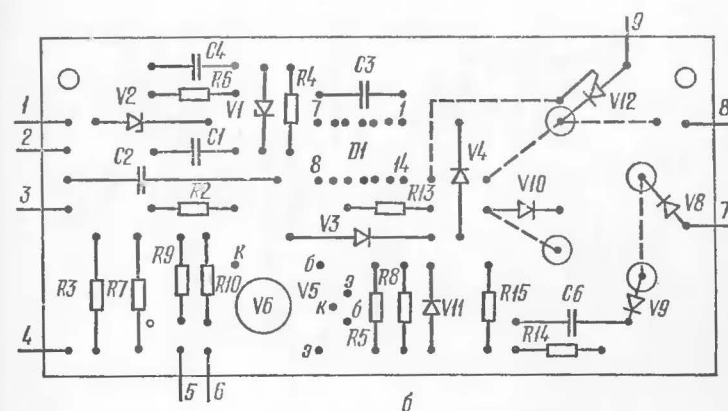 9
C4
R6
V2
V1
R4
C3
7
1
V12
1
2
C1
D1
8
C2
8
14
V4
3
R2
R13
V10
V8
7
V3
к
б
R3
R7
R9
R10
V6
V5
э
к
б
R5
R8
V11
R15
C6
R14
V9
4
э
5
6
б